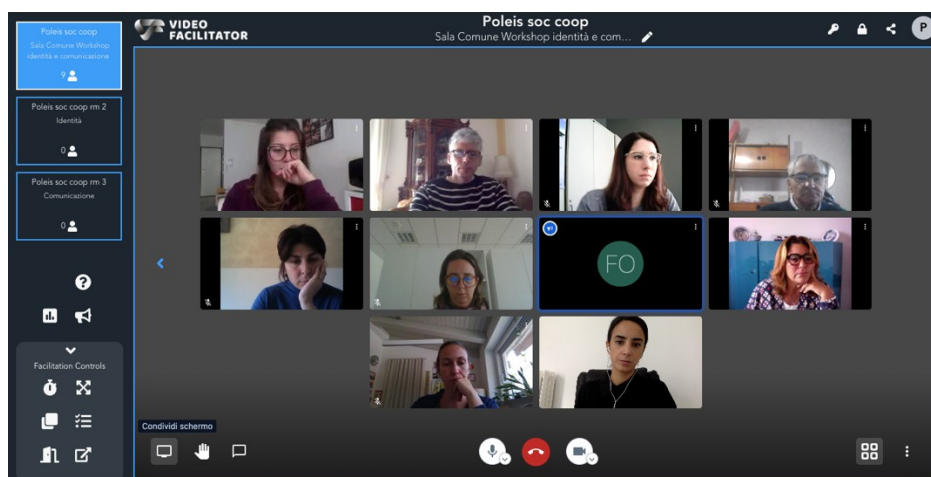 Poleis soc coop
Sala Comune Workshop
identità e comunicazione
9
Poleis soc coop rm 2
Identità
0
Poleis soc coop rm 3
Comunicazione
0
Facilitation Controls
VIDEO
FACILITATOR
Poleis soc coop
Sala Comune Workshop identità e com...
P
FO
Condividi schermo